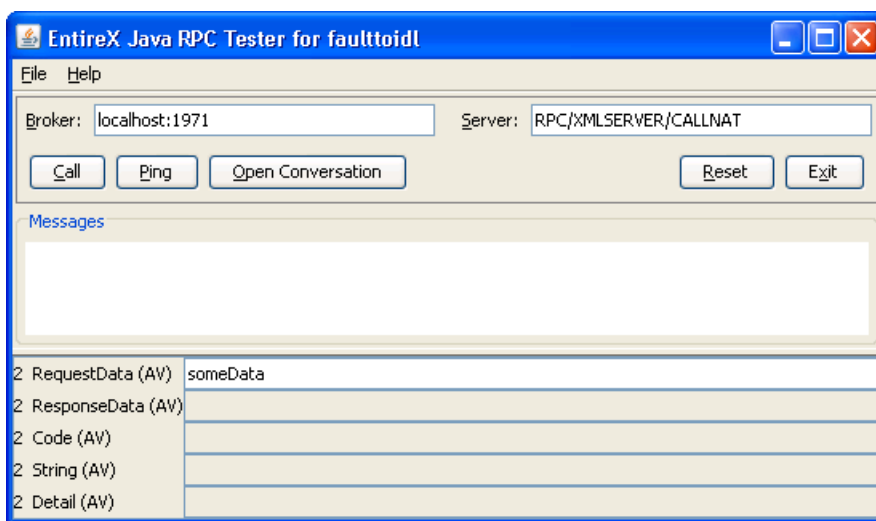 EntireX Java RPC Tester for faulttoidl
File Help
Broker: localhost:1971 Server: RPC/XMLSERVER/CALLNAT
Call Ping Open Conversation Reset Exit
Messages
2 RequestData (AV) someData
2 ResponseData (AV)
2 Code (AV)
2 String (AV)
2 Detail (AV)